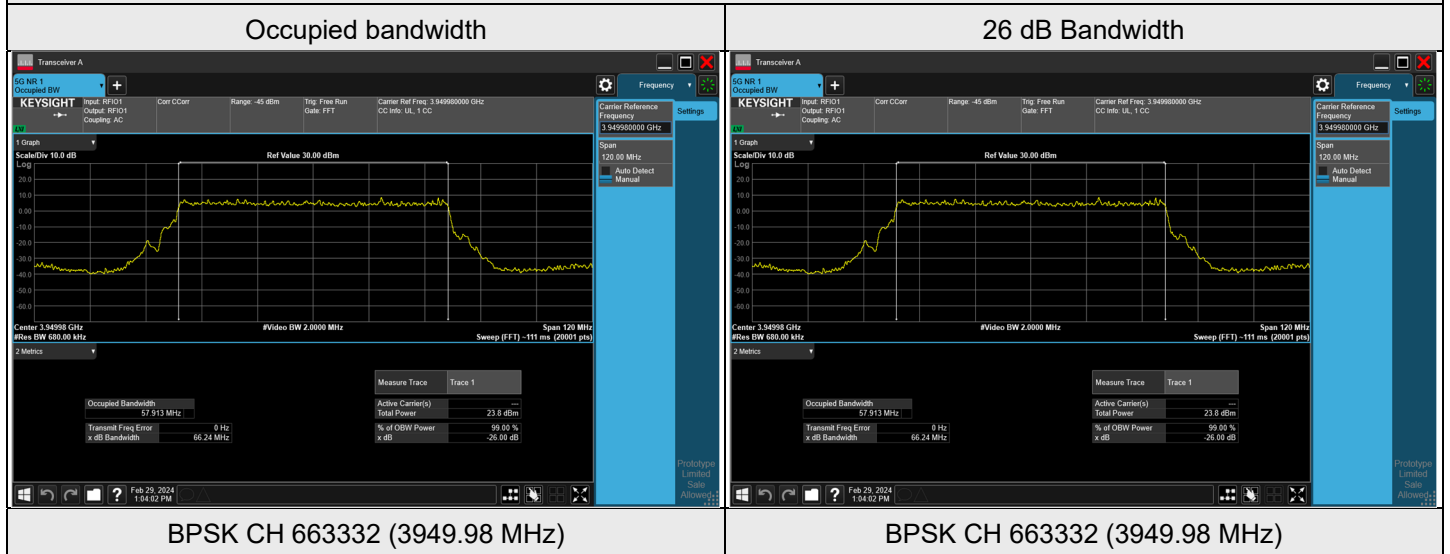 Occupied bandwidth
26 dB Bandwidth
Transceiver A
5G NR 1
Occupied BW
+
Frequency
KEYSIGHT
Input: RFIO1
Output: RFIO1
Coupling: AC
Corr CCorr
Range: -45 dBm
Trig: Free Run
Gate: FFT
Carrier Ref Freq: 3.949980000 GHz
CC Info: UL, 1 CC
LXI
Carrier Reference
Frequency
3.949980000 GHz
Settings
Span
120.00 MHz
Auto Detect
Manual
1 Graph
Scale/Div 10.0 dB
Ref Value 30.00 dBm
Log
20.0
10.0
0.00
-10.0
-20.0
-30.0
-40.0
-50.0
-60.0
Center 3.94998 GHz
#Video BW 2.0000 MHz
Span 120 MHz
#Res BW 680.00 kHz
Sweep (FFT) ~111 ms (20001 pts)
2 Metrics
Measure Trace Trace 1
Occupied Bandwidth
57.913 MHz
Active Carrier(s) ---
Total Power 23.8 dBm
Transmit Freq Error 0 Hz
x dB Bandwidth 66.24 MHz
% of OBW Power 99.00 %
x dB -26.00 dB
Prototype
Limited
Sale
Allowed
?
Feb 29, 2024
1:04:02 PM
Transceiver A
5G NR 1
Occupied BW
+
Frequency
KEYSIGHT
Input: RFIO1
Output: RFIO1
Coupling: AC
Corr CCorr
Range: -45 dBm
Trig: Free Run
Gate: FFT
Carrier Ref Freq: 3.949980000 GHz
CC Info: UL, 1 CC
LXI
Carrier Reference
Frequency
3.949980000 GHz
Settings
Span
120.00 MHz
Auto Detect
Manual
1 Graph
Scale/Div 10.0 dB
Ref Value 30.00 dBm
Log
20.0
10.0
0.00
-10.0
-20.0
-30.0
-40.0
-50.0
-60.0
Center 3.94998 GHz
#Video BW 2.0000 MHz
Span 120 MHz
#Res BW 680.00 kHz
Sweep (FFT) ~111 ms (20001 pts)
2 Metrics
Measure Trace Trace 1
Occupied Bandwidth
57.913 MHz
Active Carrier(s) ---
Total Power 23.8 dBm
Transmit Freq Error 0 Hz
x dB Bandwidth 66.24 MHz
% of OBW Power 99.00 %
x dB -26.00 dB
Prototype
Limited
Sale
Allowed
?
Feb 29, 2024
1:04:02 PM
BPSK CH 663332 (3949.98 MHz)
BPSK CH 663332 (3949.98 MHz)